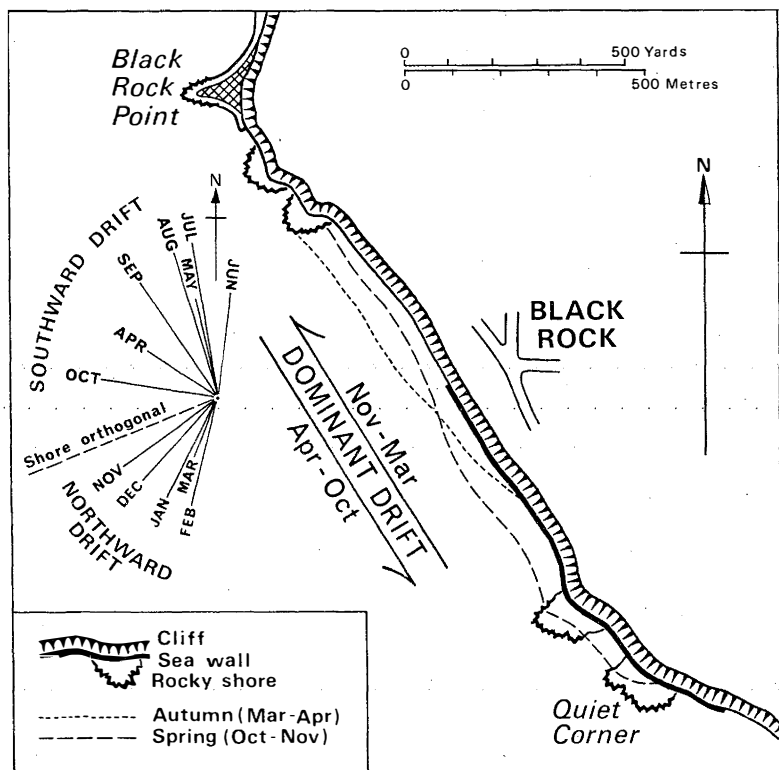 Black
Rock
Point
0 500 Yards
0 500 Metres
N
N
SOUTHWARD DRIFT
JUL
AUG
MAY
JUN
SEP
APR
OCT
Shore orthogonal
NOV
DEC
JAN
MAR
FEB
NORTHWARD
DRIFT
BLACK
ROCK
Nov-Mar
DOMINANT DRIFT
Apr-Oct
Cliff
Sea wall
Rocky shore
Autumn (Mar-Apr)
Spring (Oct-Nov)
Quiet
Corner